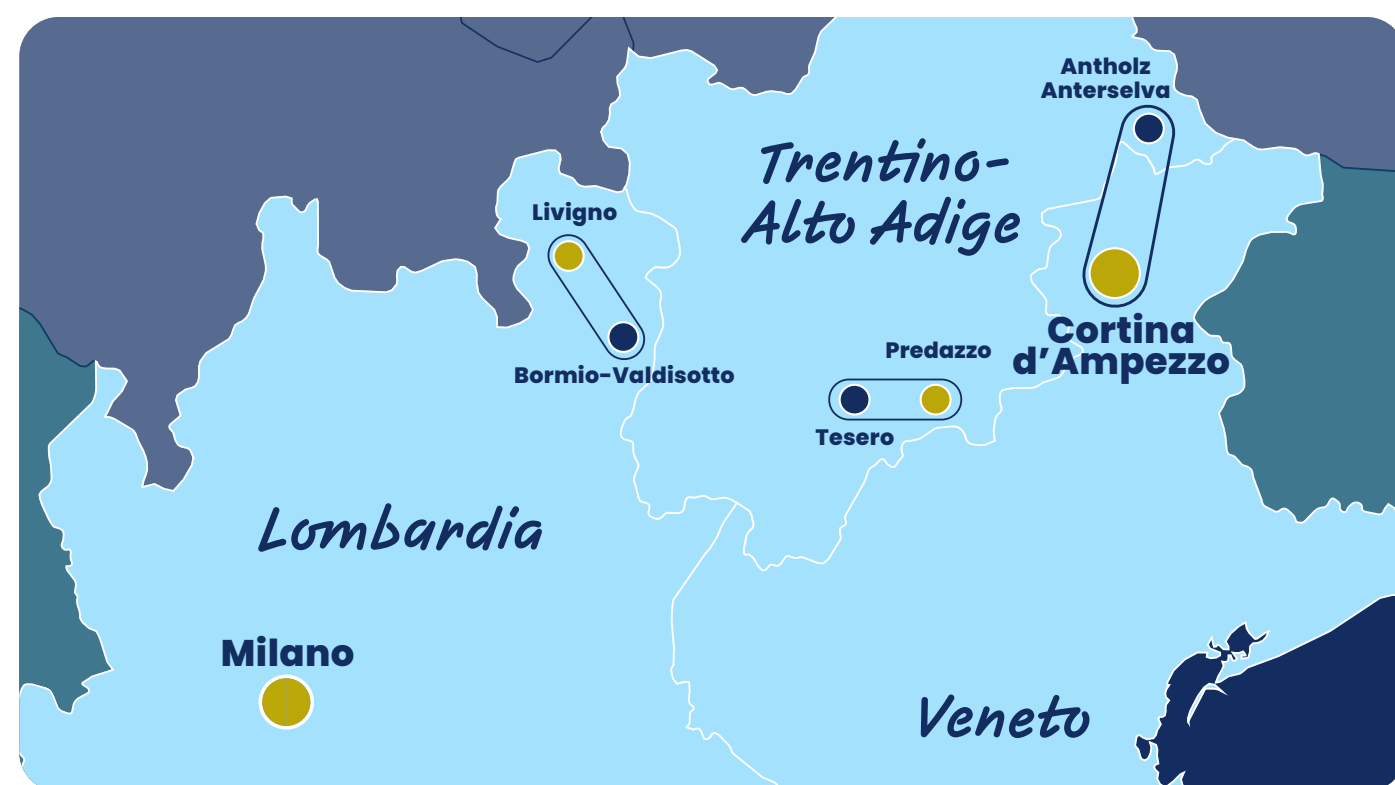 Antholz
Anterselva
Trentino-
Alto Adige
Livigno
Cortina
d’Ampezzo
Predazzo
Bormio-Valdisotto
Tesero
Lombardia
Milano
Veneto